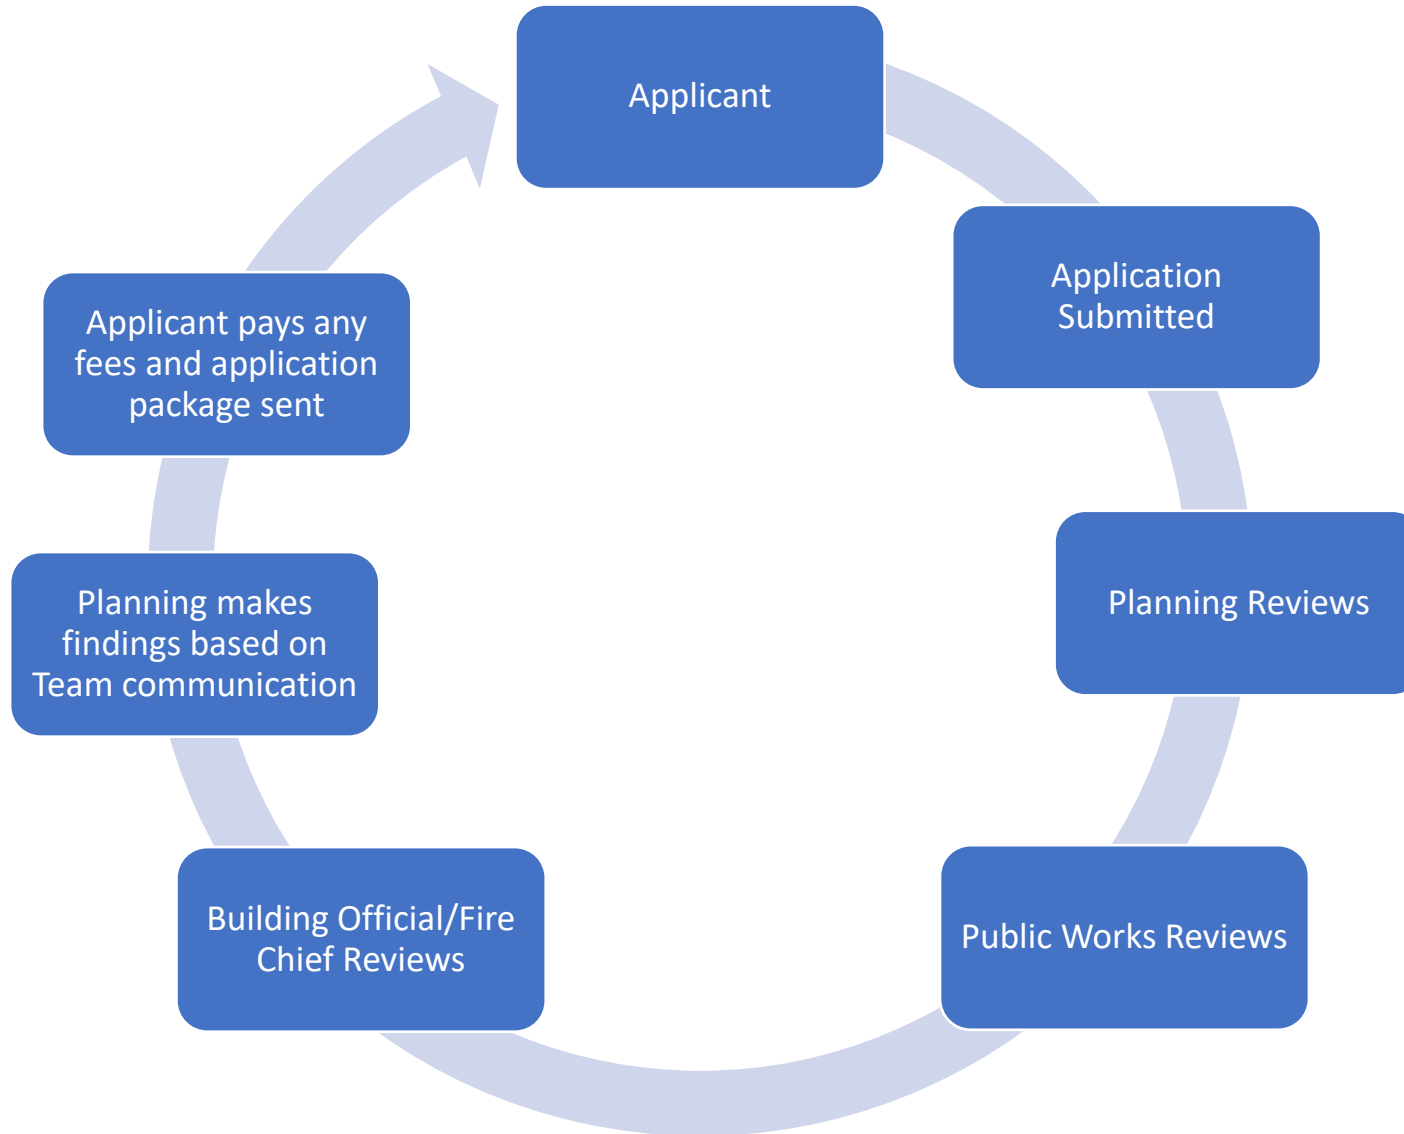 Applicant
Application
Submitted
Planning Reviews
Public Works Reviews
Building Official/Fire
Chief Reviews
Planning makes
findings based on
Team communication
Applicant pays any
fees and application
package sent